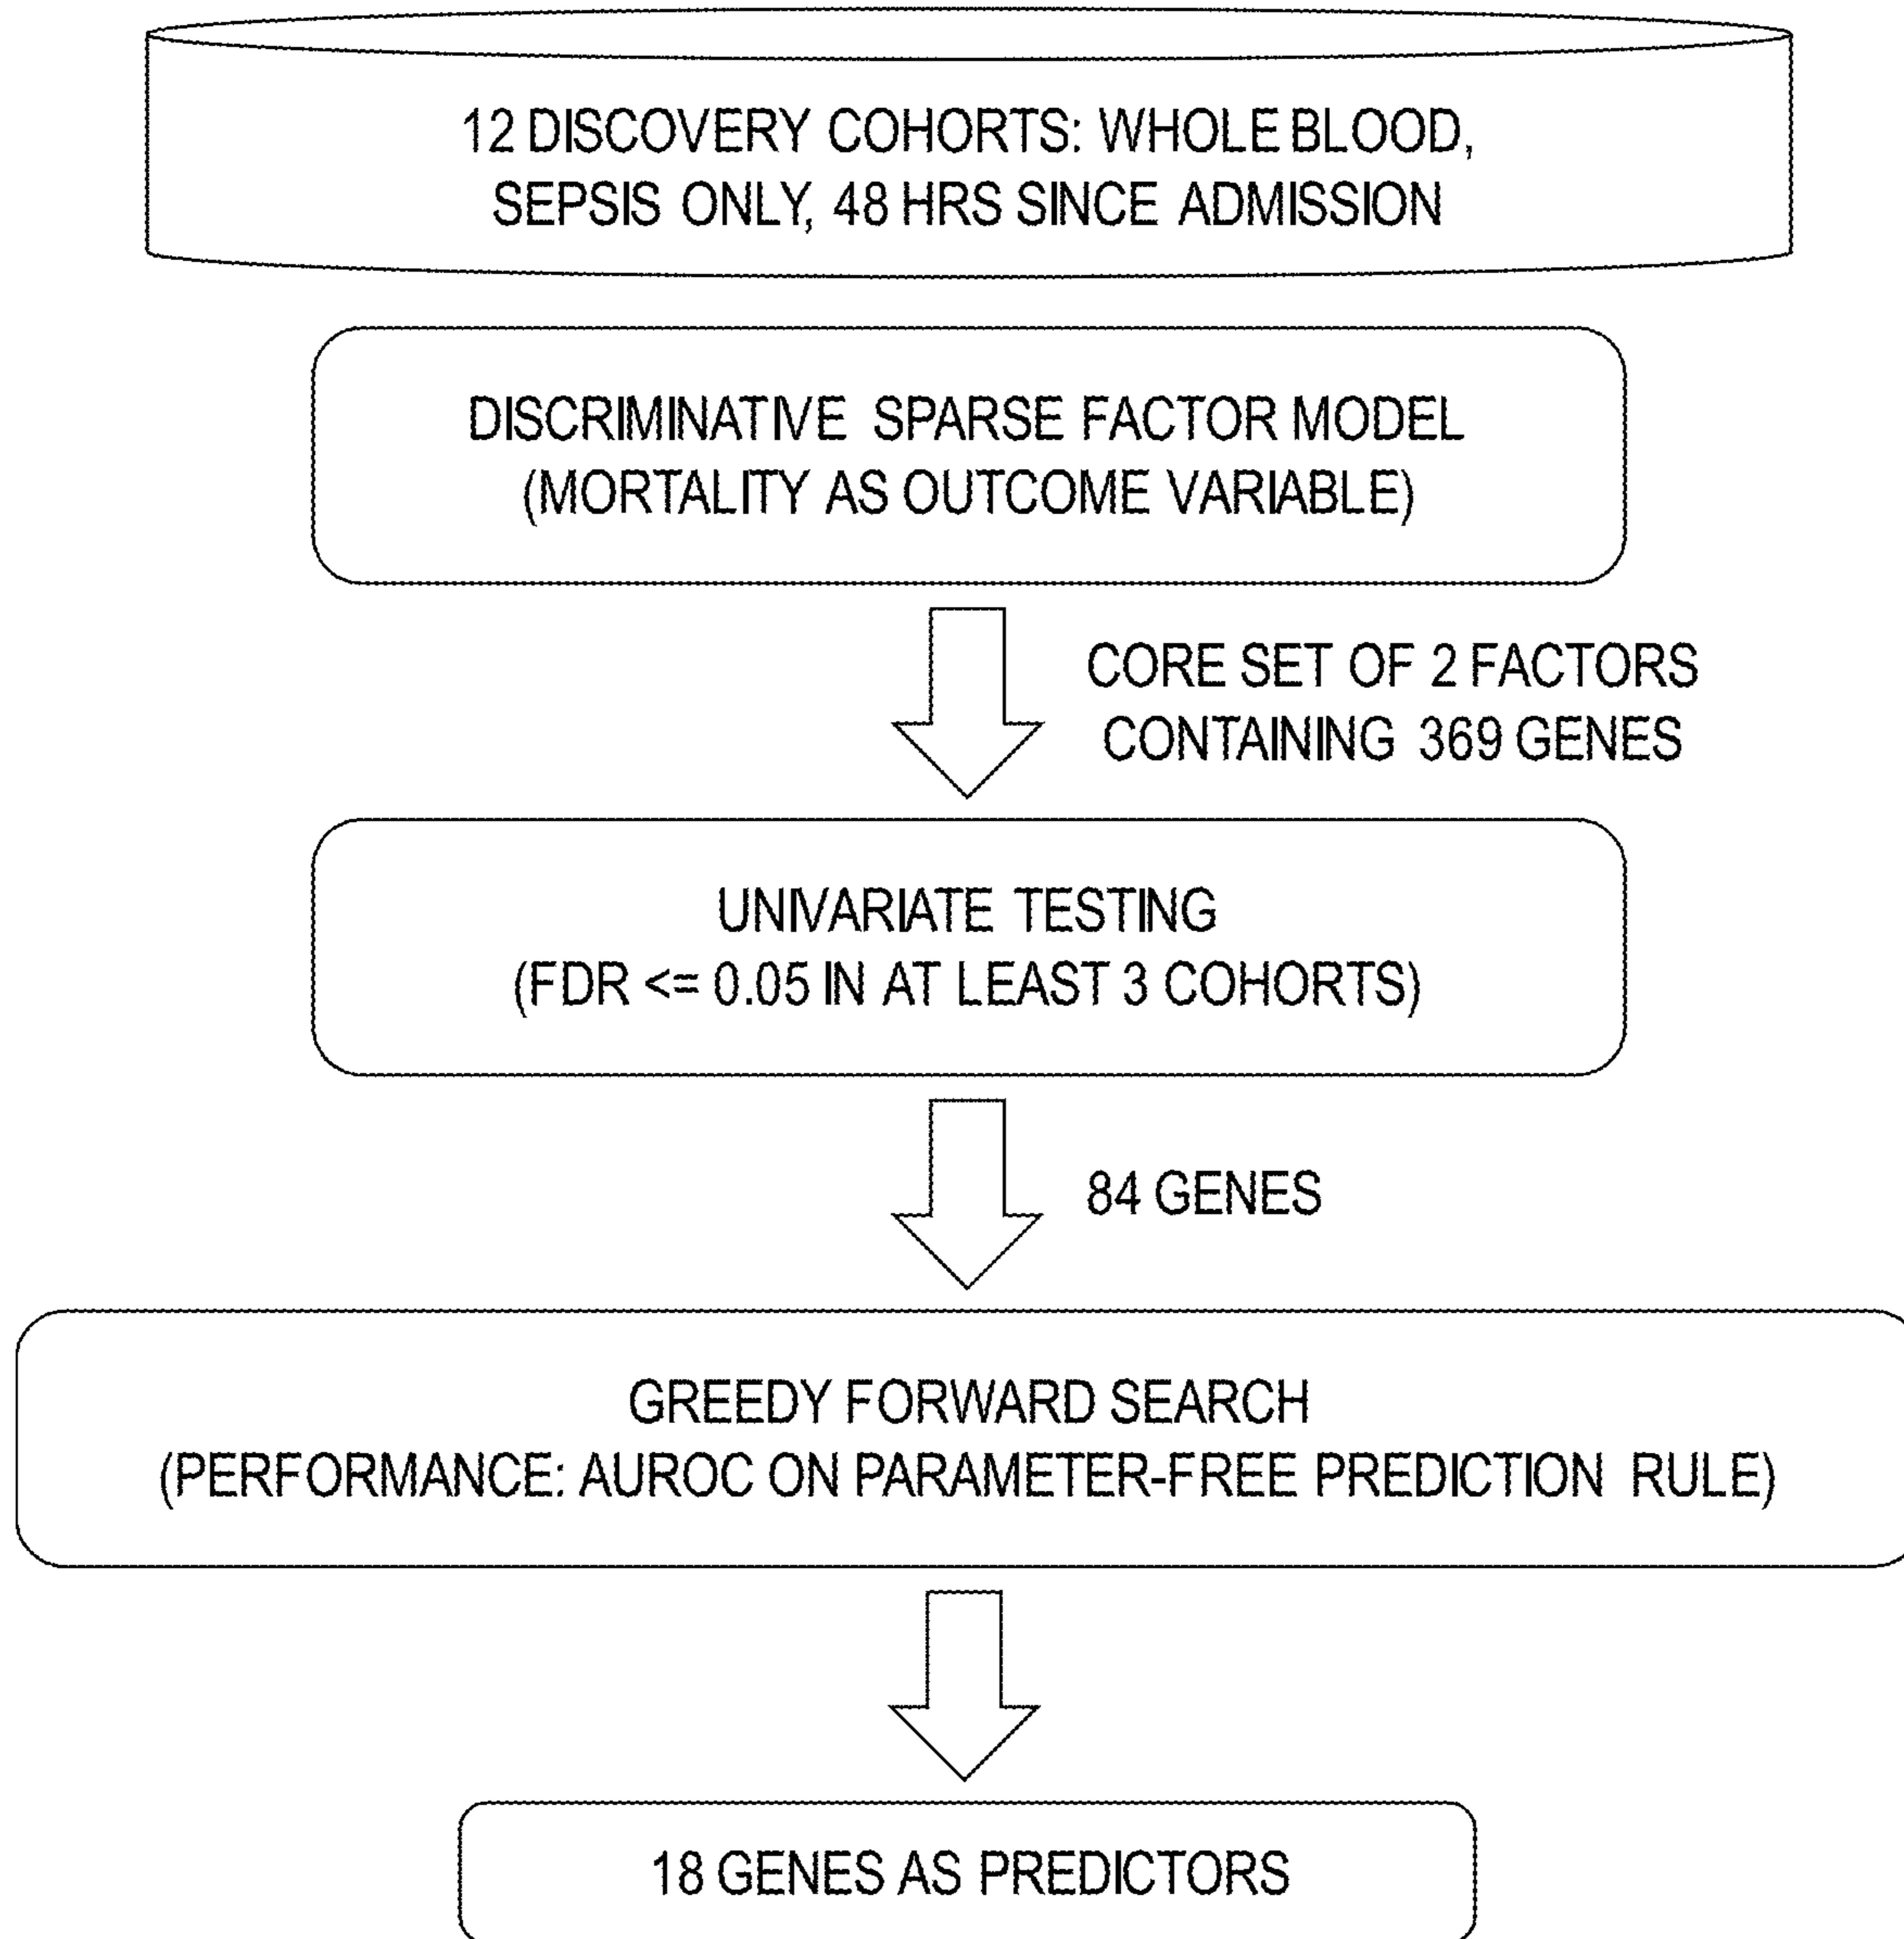 12 DISCOVERY COHORTS: WHOLE BLOOD,
SEPSIS ONLY, 48 HRS SINCE ADMISSION
DISCRIMINATIVE SPARSE FACTOR MODEL
(MORTALITY AS OUTCOME VARIABLE)
CORE SET OF 2 FACTORS
CONTAINING 369 GENES
UNIVARIATE TESTING
(FDR <= 0.05 IN AT LEAST 3 COHORTS)
84 GENES
GREEDY FORWARD SEARCH
(PERFORMANCE: AUROC ON PARAMETER-FREE PREDICTION RULE)
18 GENES AS PREDICTORS